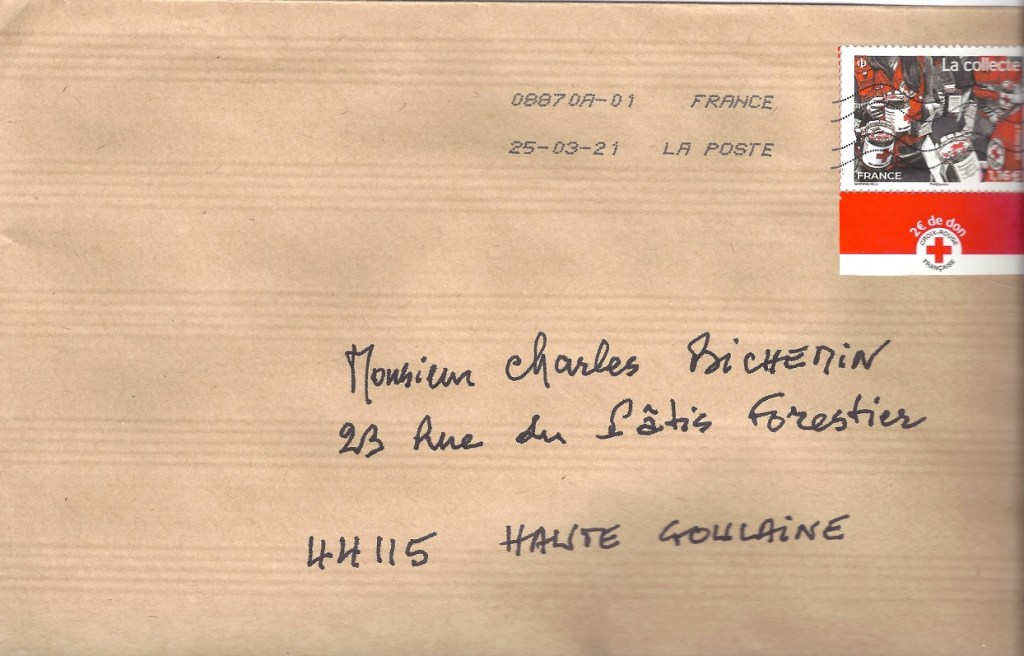 08870A-01 FRANCE
25-03-21 LA POSTE
La collecte
FRANCE
1,16€
2€ de don
CROIX-ROUGE
FRANÇAISE
Monsieur Charles BICHEMIN
23 Rue du Pâtis Forestier
44115 HAUTE GOULAINE